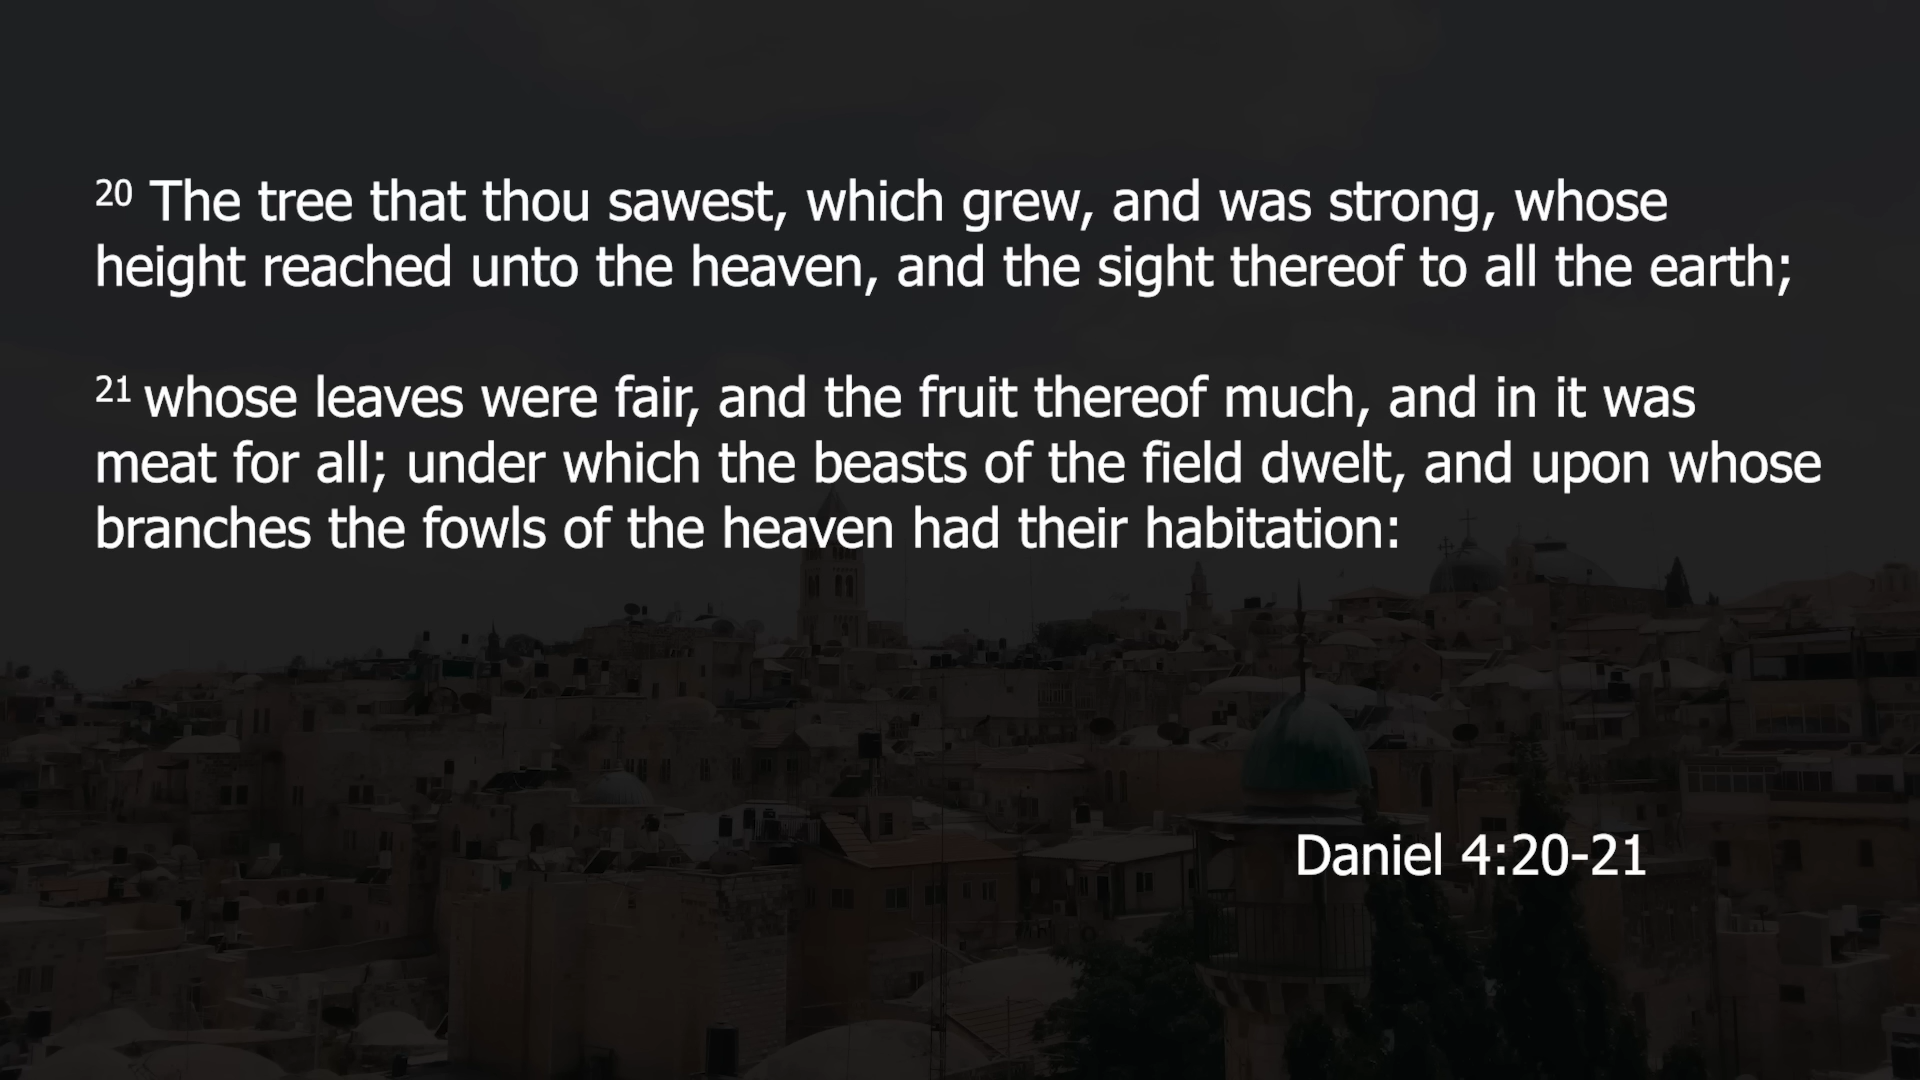 20 The tree that thou sawest, which grew, and was strong, whose
height reached unto the heaven, and the sight thereof to all the earth;
21 whose leaves were fair, and the fruit thereof much, and in it was
meat for all; under which the beasts of the field dwelt, and upon whose
branches the fowls of the heaven had their habitation:
Daniel 4:20-21